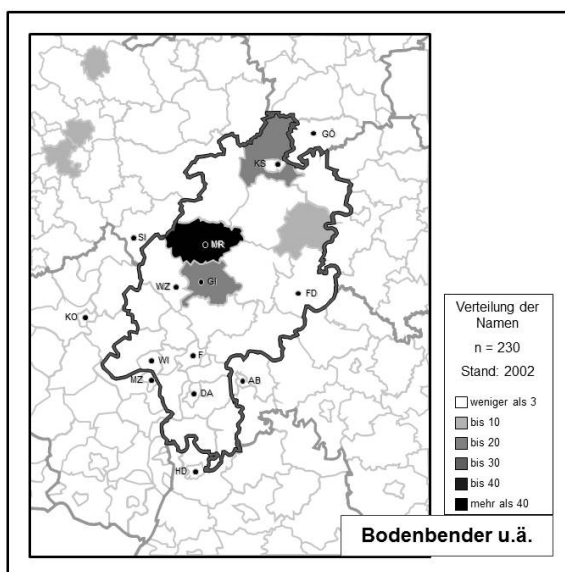 GÖ
KS
SI
MR
WZ
GI
FD
KO
WI
F
MZ
AB
DA
HD
Verteilung der
Namen
n = 230
Stand: 2002
weniger als 3
bis 10
bis 20
bis 30
bis 40
mehr als 40
Bodenbender u.ä.